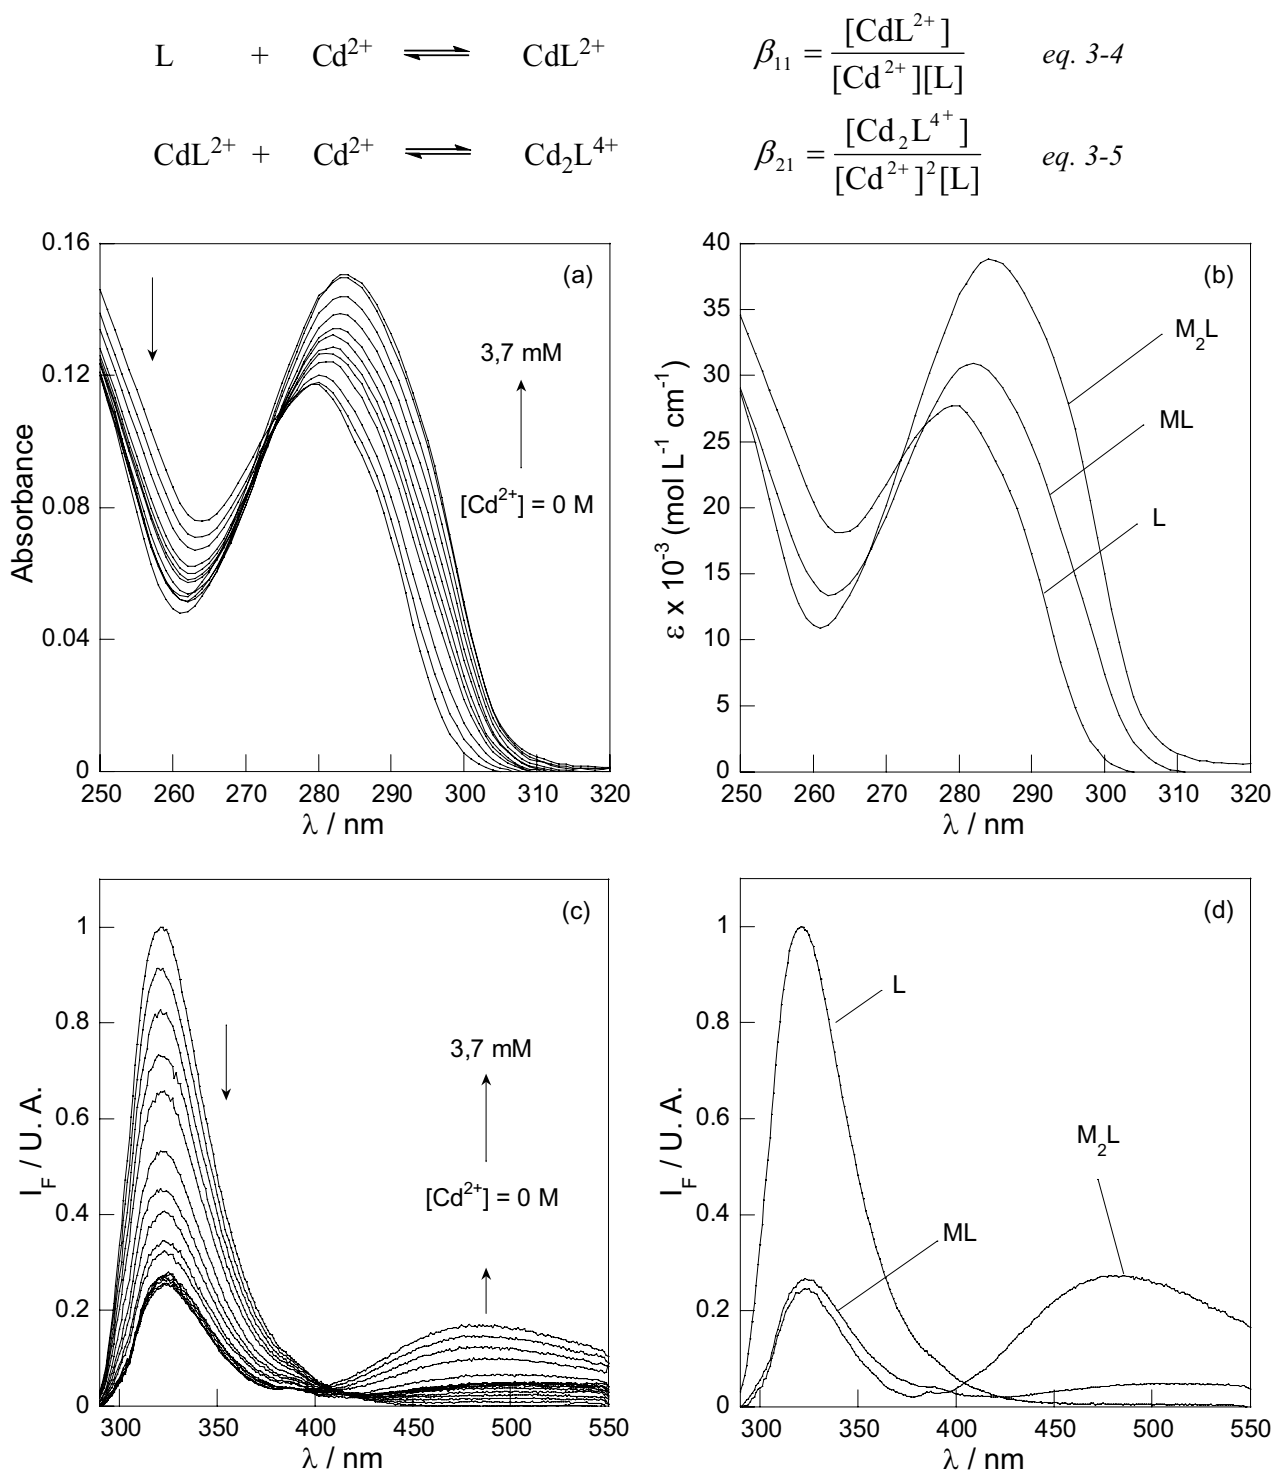 L + Cd²⁺ ⇌ CdL²⁺ β₁₁ = [CdL²⁺] / [Cd²⁺][L] eq. 3-4
CdL²⁺ + Cd²⁺ ⇌ Cd₂L⁴⁺ β₂₁ = [Cd₂L⁴⁺] / [Cd²⁺]²[L] eq. 3-5
(a)
Absorbance
0.16
0.12
0.08
0.04
0
3,7 mM
[Cd²⁺] = 0 M
250 260 270 280 290 300 310 320
λ / nm
(b)
ε x 10⁻³ (mol L⁻¹ cm⁻¹)
40
35
30
25
20
15
10
5
0
M₂L
ML
L
250 260 270 280 290 300 310 320
λ / nm
(c)
I_F / U. A.
1
0.8
0.6
0.4
0.2
0
3,7 mM
[Cd²⁺] = 0 M
300 350 400 450 500 550
λ / nm
(d)
I_F / U. A.
1
0.8
0.6
0.4
0.2
0
L
M₂L
ML
300 350 400 450 500 550
λ / nm